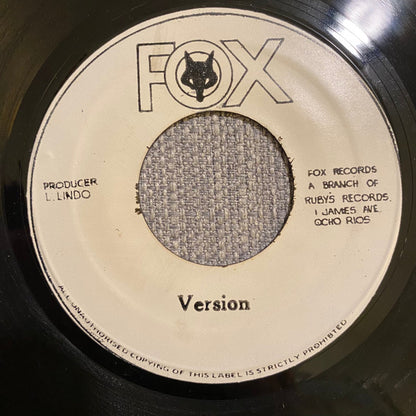 FOX
PRODUCER
L. LINDO
FOX RECORDS
A BRANCH OF
RUBY'S RECORDS
1 JAMES AVE.
OCHO RIOS
Version
ALL UNAUTHORISED COPYING OF THIS LABEL IS STRICTLY PROHIBITED